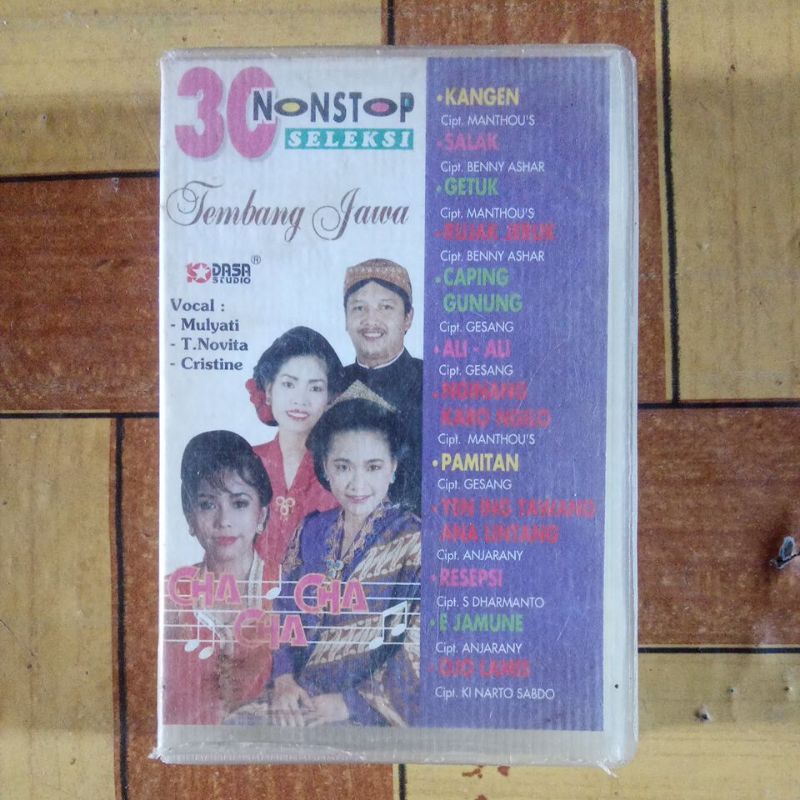 30 NONSTOP
SELEKSI
Tembang Jawa
10 DASA ®
STUDIO
Vocal :
- Mulyati
- T.Novita
- Cristine
CHA
CHA
CHA
• KANGEN
Cipt. MANTHOU'S
• SALAK
Cipt. BENNY ASHAR
• GETUK
Cipt. MANTHOU'S
• RUJAK JERUK
Cipt. BENNY ASHAR
• CAPING
GUNUNG
Cipt. GESANG
• ALI - ALI
Cipt. GESANG
• NGINANG
KARO NGILO
Cipt. MANTHOU'S
• PAMITAN
Cipt. GESANG
• YEN ING TAWANG
ANA LINTANG
Cipt. ANJARANY
• RESEPSI
Cipt. S DHARMANTO
• E JAMUNE
Cipt. ANJARANY
• OJO LAMIS
Cipt. KI NARTO SABDO